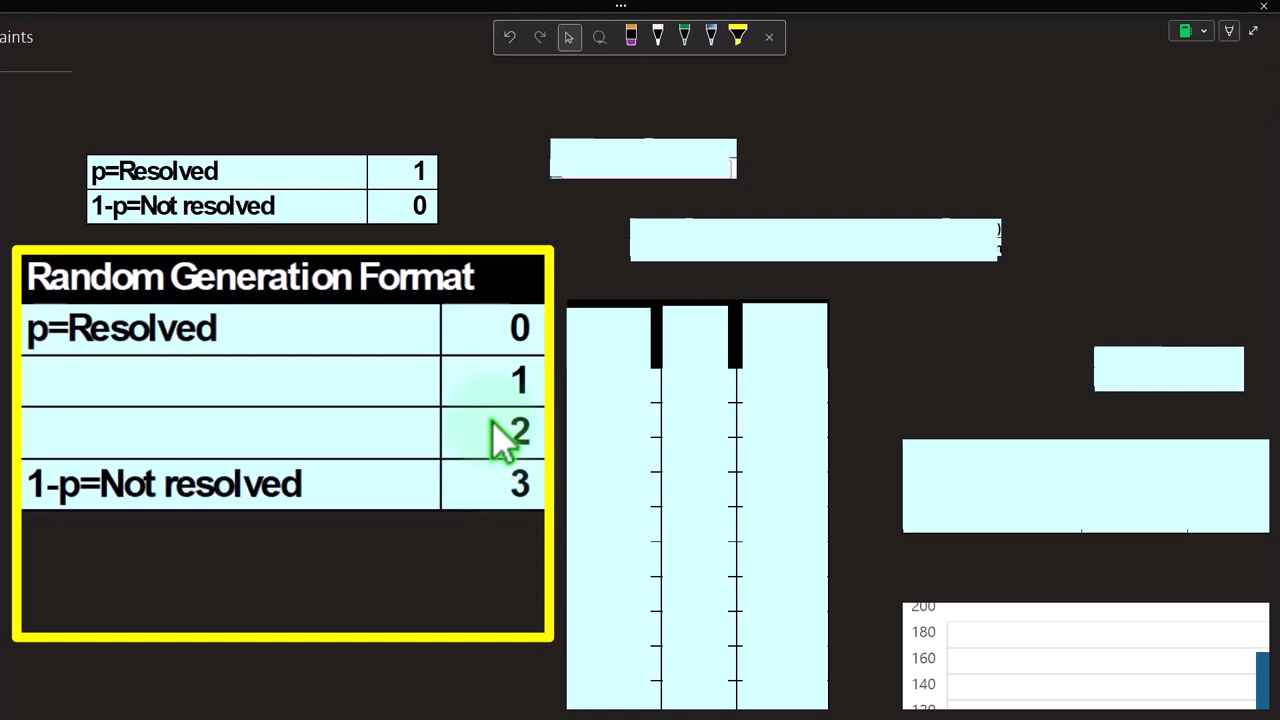 aints
p=Resolved 1
1-p=Not resolved 0
Random Generation Format
p=Resolved 0
1
2
1-p=Not resolved 3
200
180
160
140
120